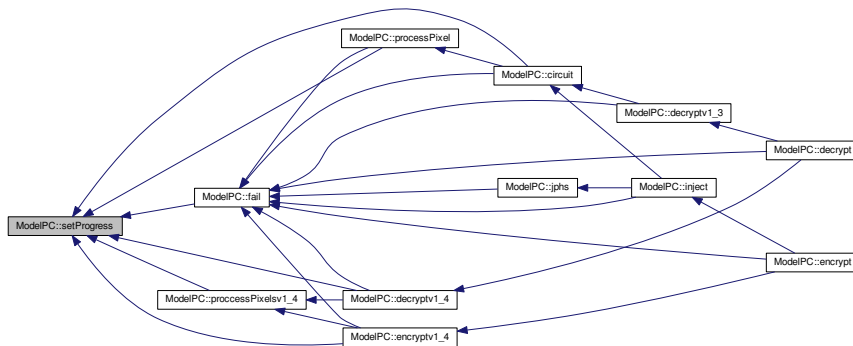 ModelPC::processPixel
ModelPC::circuit
ModelPC::decryptv1_3
ModelPC::decrypt
ModelPC::jphs
ModelPC::inject
ModelPC::fail
ModelPC::setProgress
ModelPC::encrypt
ModelPC::proccessPixelsv1_4
ModelPC::decryptv1_4
ModelPC::encryptv1_4